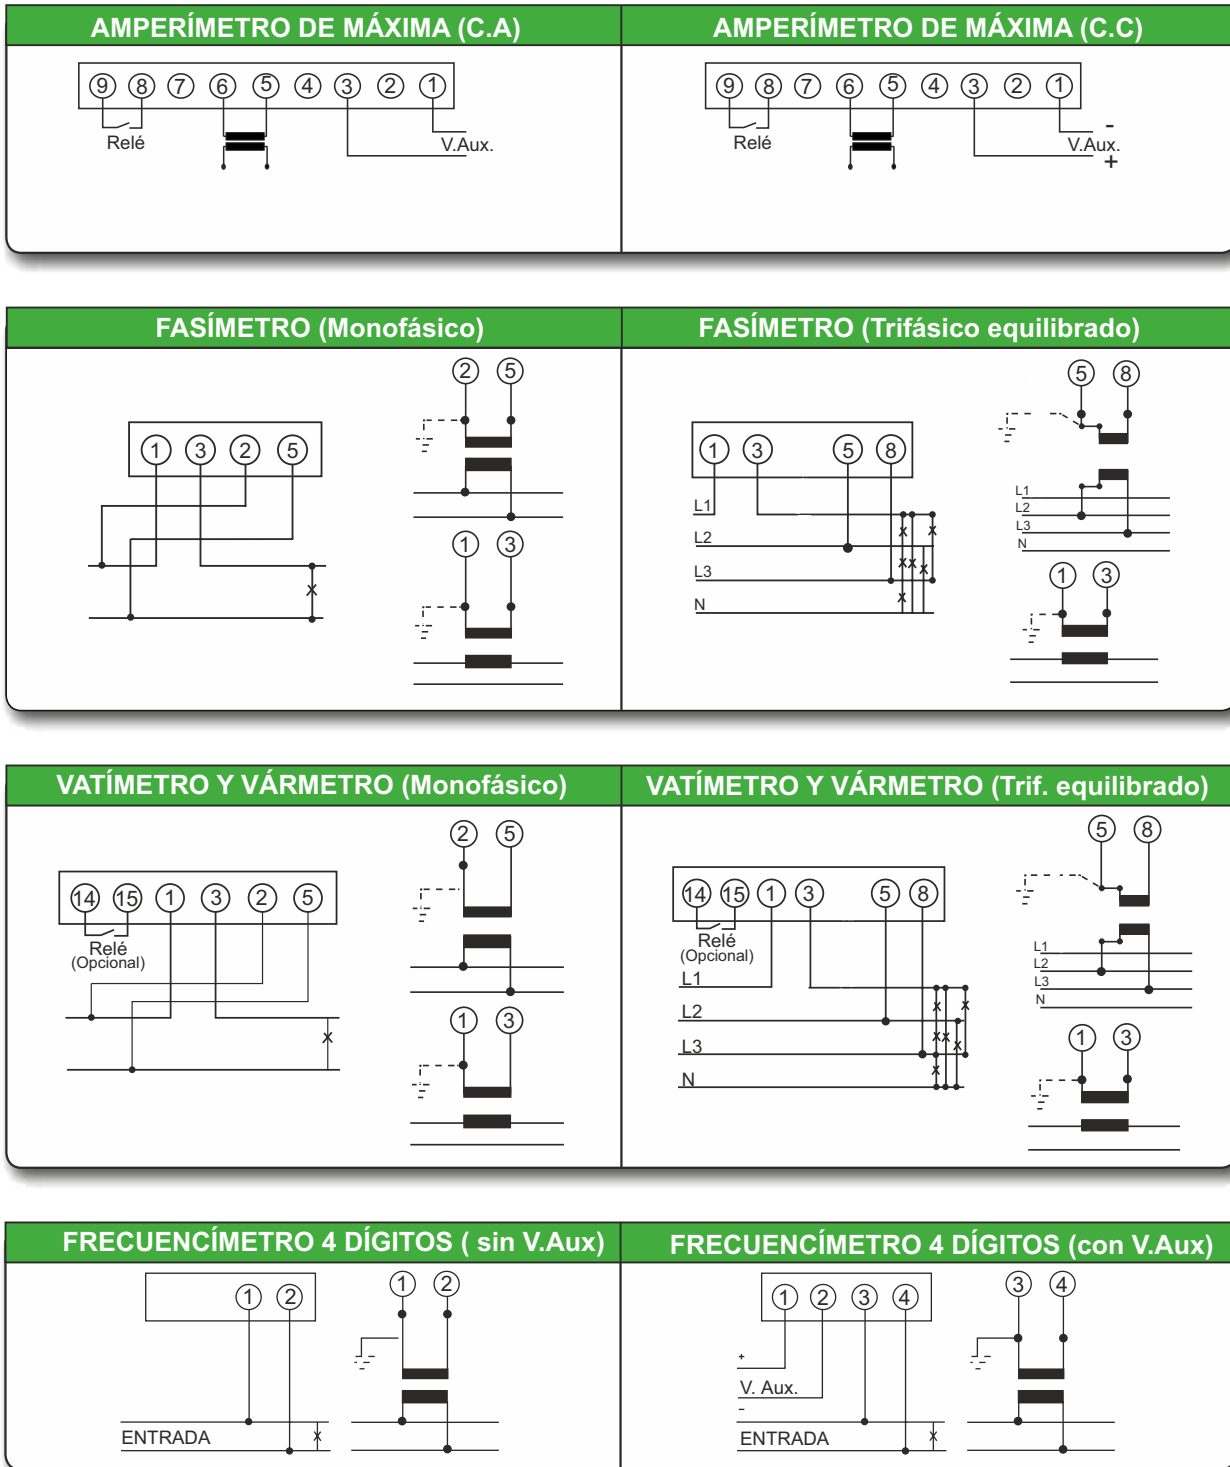 AMPERÍMETRO DE MÁXIMA (C.A)
9 8 7 6 5 4 3 2 1
Relé
V.Aux.
AMPERÍMETRO DE MÁXIMA (C.C)
9 8 7 6 5 4 3 2 1
Relé
-
V.Aux.
+
FASÍMETRO (Monofásico)
2 5
1 3 2 5
1 3
FASÍMETRO (Trifásico equilibrado)
5 8
1 3 5 8
L1
L2
L3
N
L1
L2
L3
N
1 3
VATÍMETRO Y VÁRMETRO (Monofásico)
2 5
14 15 1 3 2 5
Relé
(Opcional)
1 3
VATÍMETRO Y VÁRMETRO (Trif. equilibrado)
5 8
14 15 1 3 5 8
Relé
(Opcional)
L1
L2
L3
N
L1
L2
L3
N
1 3
FRECUENCÍMETRO 4 DÍGITOS ( sin V.Aux)
1 2
1 2
ENTRADA
FRECUENCÍMETRO 4 DÍGITOS (con V.Aux)
1 2 3 4
3 4
+
V. Aux.
-
ENTRADA